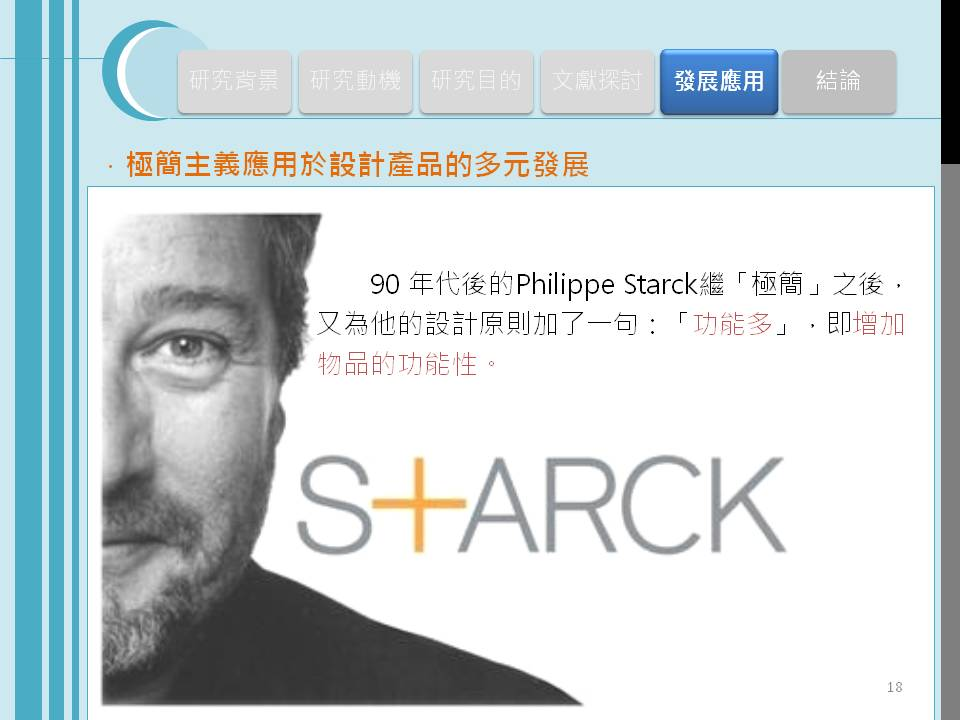 研究背景 研究動機 研究目的 文獻探討 發展應用 結論
．極簡主義應用於設計產品的多元發展
90 年代後的Philippe Starck繼「極簡」之後，
又為他的設計原則加了一句：「功能多」，即增加
物品的功能性。
STARCK
18